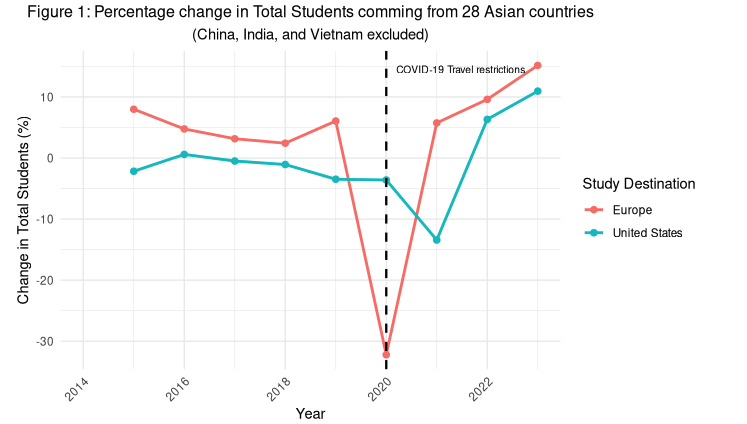 Figure 1: Percentage change in Total Students comming from 28 Asian countries
(China, India, and Vietnam excluded)
COVID-19 Travel restrictions
Change in Total Students (%)
10
0
-10
-20
-30
2014
2016
2018
2020
2022
Year
Study Destination
Europe
United States